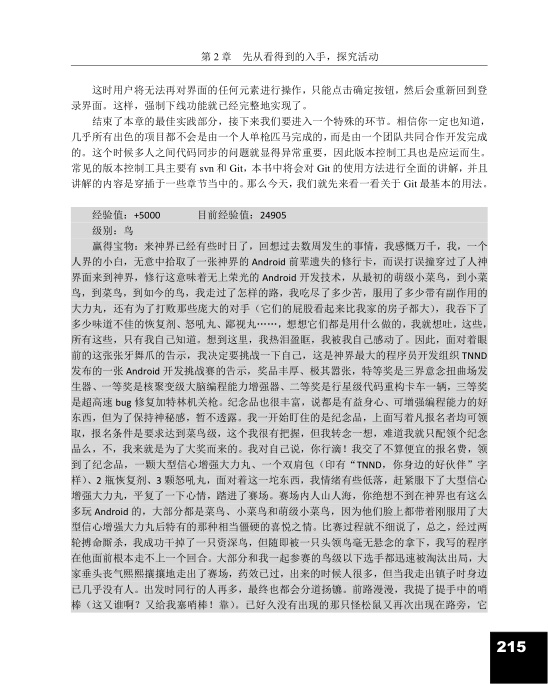 第 2 章　先从看得到的入手，探究活动
这时用户将无法再对界面的任何元素进行操作，只能点击确定按钮，然后会重新回到登
录界面。这样，强制下线功能就已经完整地实现了。
结束了本章的最佳实践部分，接下来我们要进入一个特殊的环节。相信你一定也知道，
几乎所有出色的项目都不会是由一个人单枪匹马完成的，而是由一个团队共同合作开发完成
的。这个时候多人之间代码同步的问题就显得异常重要，因此版本控制工具也是应运而生。
常见的版本控制工具主要有 svn 和 Git，本书中将会对 Git 的使用方法进行全面的讲解，并且
讲解的内容是穿插于一些章节当中的。那么今天，我们就先来看一看关于 Git 最基本的用法。
经验值：+5000　　目前经验值：24905
级别：鸟
赢得宝物：来神界已经有些时日了，回想过去数周发生的事情，我感慨万千，我，一个
人界的小白，无意中拾取了一张神界的 Android 前辈遗失的修行卡，而误打误撞穿过了人神
界面来到神界，修行这意味着无上荣光的 Android 开发技术，从最初的萌级小菜鸟，到小菜
鸟，到菜鸟，到如今的鸟，我走过了怎样的路，我吃尽了多少苦，服用了多少带有副作用的
大力丸，还有为了打败那些庞大的对手（它们的屁股看起来比我家的房子都大），我吞下了
多少味道不佳的恢复剂、怒吼丸、鄙视丸……，想想它们都是用什么做的，我就想吐。这些，
所有这些，只有我自己知道。想到这里，我热泪盈眶，我被我自己感动了。因此，面对着眼
前的这张张牙舞爪的告示，我决定要挑战一下自己，这是神界最大的程序员开发组织 TNND
发布的一张 Android 开发挑战赛的告示，奖品丰厚、极其嚣张，特等奖是三界意念扭曲场发
生器、一等奖是核聚变级大脑编程能力增强器、二等奖是行星级代码重构卡车一辆，三等奖
是超高速 bug 修复加特林机关枪。纪念品也很丰富，说都是有益身心、可增强编程能力的好
东西，但为了保持神秘感，暂不透露。我一开始盯住的是纪念品，上面写着凡报名者均可领
取，报名条件是要求达到菜鸟级，这个我很有把握，但我转念一想，难道我就只配领个纪念
品么，不，我来就是为了大奖而来的。我对自己说，你行滴！我交了不算便宜的报名费，领
到了纪念品，一颗大型信心增强大力丸、一个双肩包（印有“TNND，你身边的好伙伴”字
样）、2 瓶恢复剂、3 颗怒吼丸，面对着这一坨东西，我情绪有些低落，赶紧服下了大型信心
增强大力丸，平复了一下心情，踏进了赛场。赛场内人山人海，你绝想不到在神界也有这么
多玩 Android 的，大部分都是菜鸟、小菜鸟和萌级小菜鸟，因为他们脸上都带着刚服用了大
型信心增强大力丸后特有的那种相当僵硬的喜悦之情。比赛过程就不细说了，总之，经过两
轮搏命厮杀，我成功干掉了一只资深鸟，但随即被一只头领鸟毫无悬念的拿下，我写的程序
在他面前根本走不上一个回合。大部分和我一起参赛的鸟级以下选手都迅速被淘汰出局，大
家垂头丧气熙熙攘攘地走出了赛场，药效已过，出来的时候人很多，但当我走出镇子时身边
已几乎没有人。出发时同行的人再多，最终也都会分道扬镳。前路漫漫，我提了提手中的哨
棒（这又谁啊？又给我塞哨棒！靠）。已好久没有出现的那只怪松鼠又再次出现在路旁，它
215